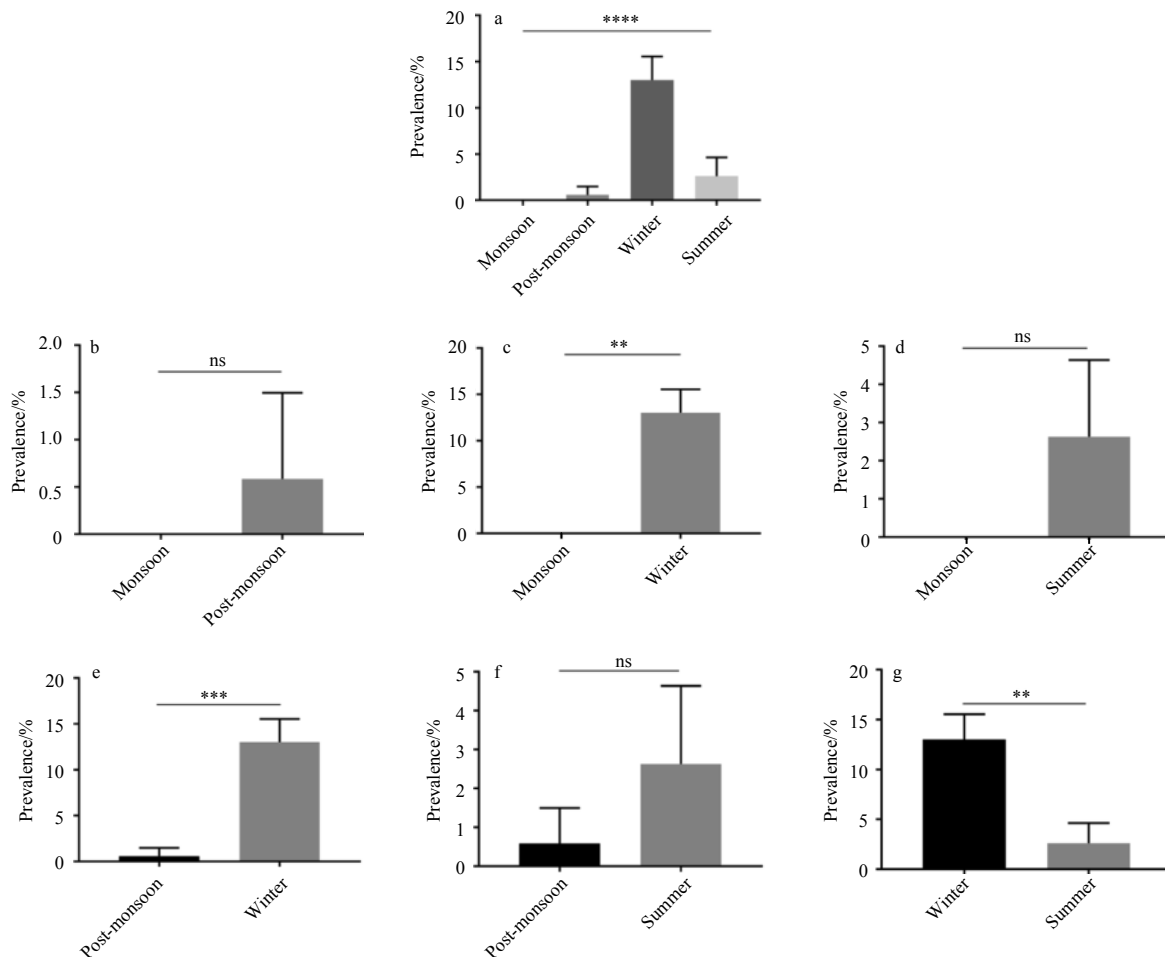 a
****
Prevalence/%
20
15
10
5
0
Monsoon
Post-monsoon
Winter
Summer
b
ns
Prevalence/%
2.0
1.5
1.0
0.5
0
Monsoon
Post-monsoon
c
**
Prevalence/%
20
15
10
5
0
Monsoon
Winter
d
ns
Prevalence/%
5
4
3
2
1
0
Monsoon
Summer
e
***
Prevalence/%
20
15
10
5
0
Post-monsoon
Winter
f
ns
Prevalence/%
5
4
3
2
1
0
Post-monsoon
Summer
g
**
Prevalence/%
20
15
10
5
0
Winter
Summer